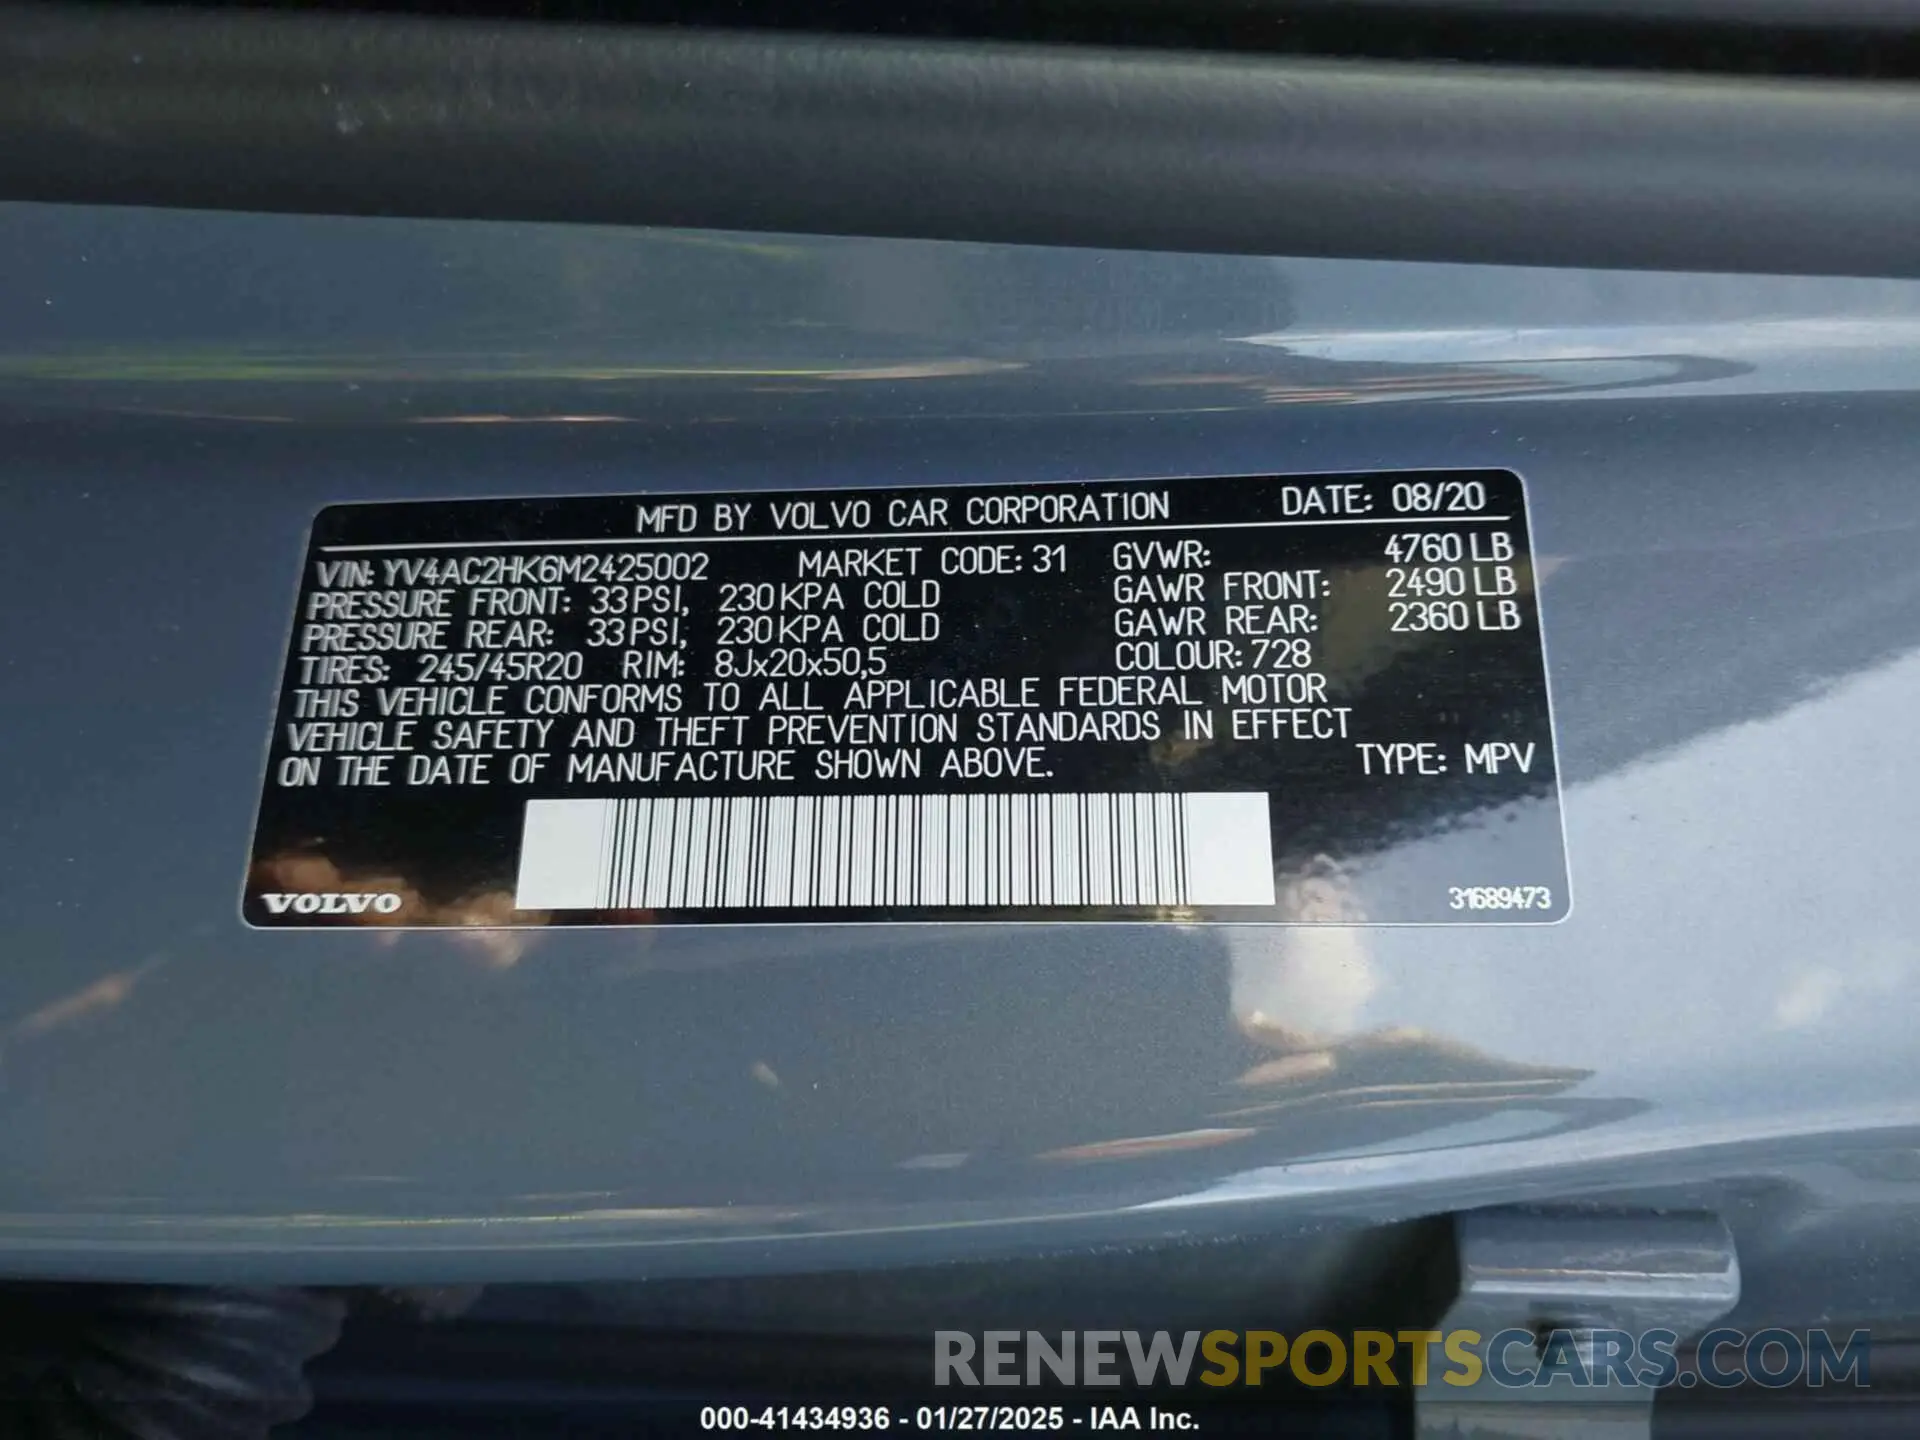 MFD BY VOLVO CAR CORPORATION DATE: 08/20
VIN: YV4AC2HK6M2425002 MARKET CODE: 31 GVWR: 4760 LB
PRESSURE FRONT: 33 PSI, 230 KPA COLD GAWR FRONT: 2490 LB
PRESSURE REAR: 33 PSI, 230 KPA COLD GAWR REAR: 2360 LB
TIRES: 245/45R20 RIM: 8Jx20x50,5 COLOUR: 728
THIS VEHICLE CONFORMS TO ALL APPLICABLE FEDERAL MOTOR
VEHICLE SAFETY AND THEFT PREVENTION STANDARDS IN EFFECT
ON THE DATE OF MANUFACTURE SHOWN ABOVE. TYPE: MPV
VOLVO 31689473
RENEWSPORTSCARS.COM
000-41434936 - 01/27/2025 - IAA Inc.